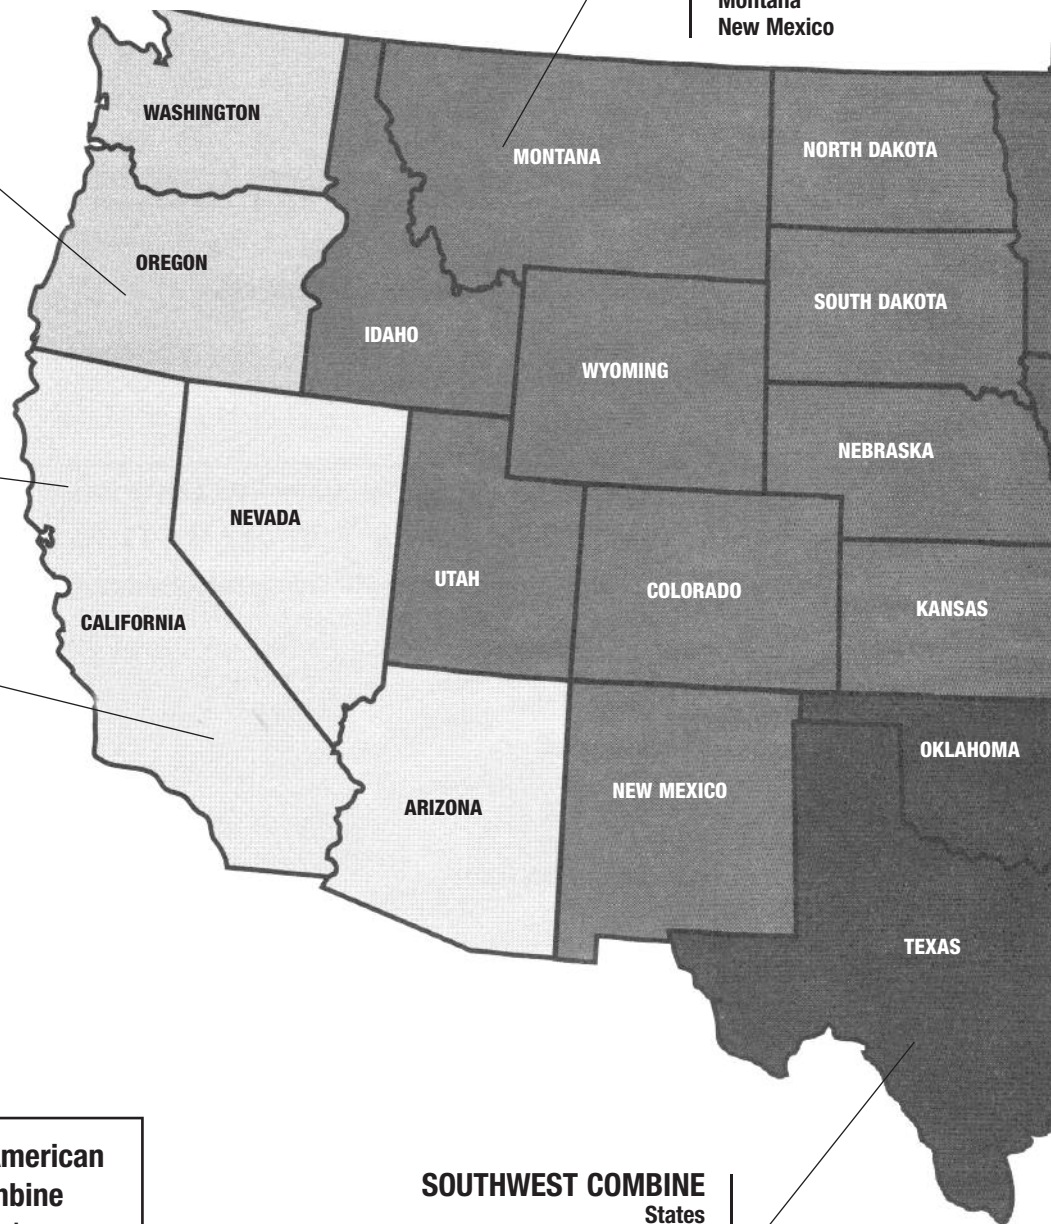 Montana
New Mexico
WASHINGTON
MONTANA
NORTH DAKOTA
OREGON
SOUTH DAKOTA
IDAHO
WYOMING
NEBRASKA
NEVADA
UTAH
COLORADO
KANSAS
CALIFORNIA
OKLAHOMA
NEW MEXICO
ARIZONA
TEXAS
merican
nbine
SOUTHWEST COMBINE
States